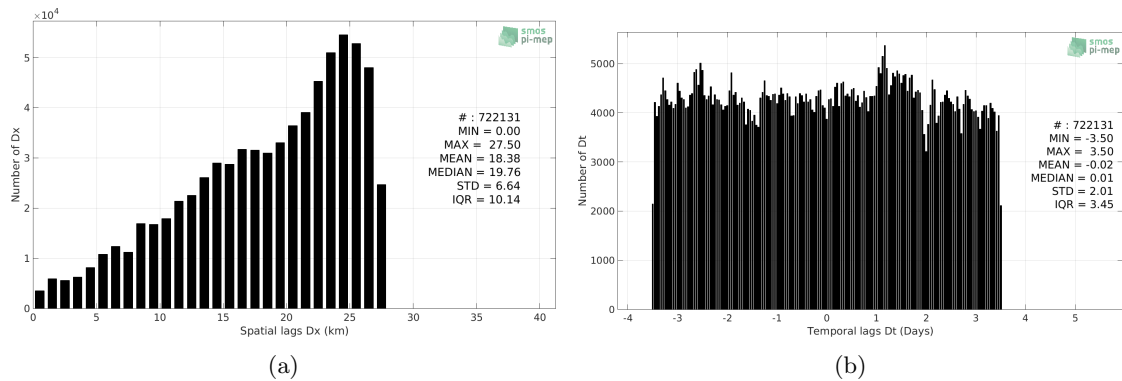 ×10⁴
smos
pi-mep
5
4
3
2
1
0
Number of Dx
# : 722131
MIN = 0.00
MAX = 27.50
MEAN = 18.38
MEDIAN = 19.76
STD = 6.64
IQR = 10.14
0 5 10 15 20 25 30 35 40
Spatial lags Dx (km)
(a)
smos
pi-mep
5000
4000
3000
2000
1000
0
Number of Dt
# : 722131
MIN = -3.50
MAX = 3.50
MEAN = -0.02
MEDIAN = 0.01
STD = 2.01
IQR = 3.45
-4 -3 -2 -1 0 1 2 3 4 5
Temporal lags Dt (Days)
(b)